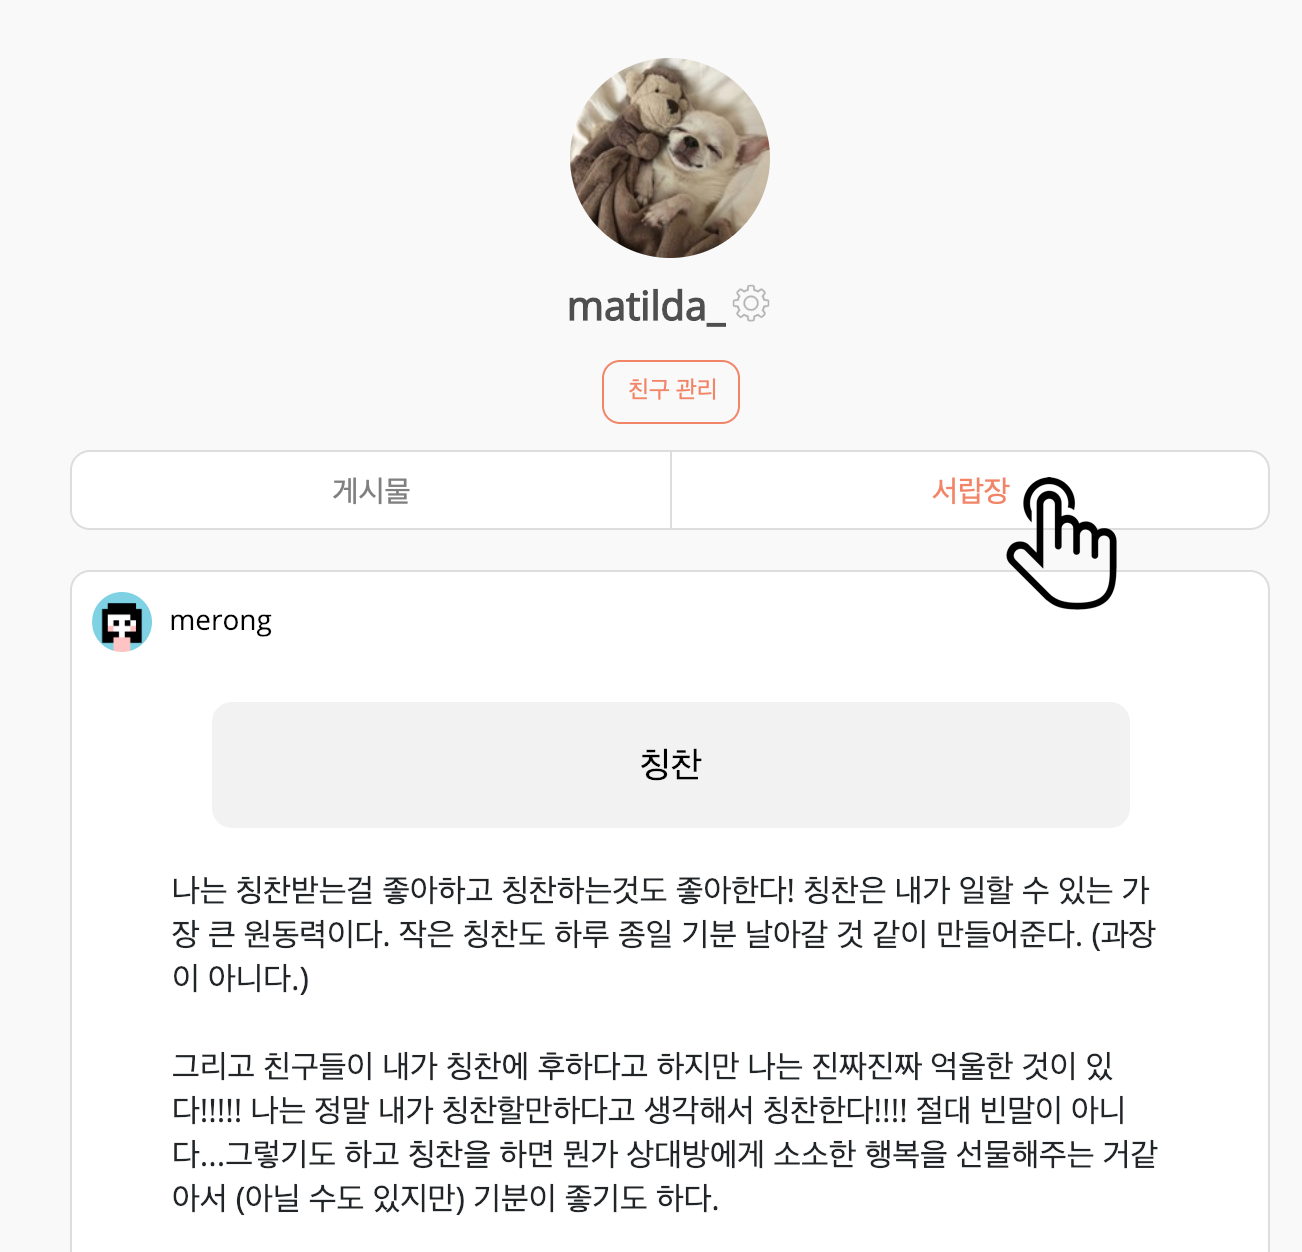 matilda_
친구 관리
게시물
서랍장
merong
칭찬
나는 칭찬받는걸 좋아하고 칭찬하는것도 좋아한다! 칭찬은 내가 일할 수 있는 가
장 큰 원동력이다. 작은 칭찬도 하루 종일 기분 날아갈 것 같이 만들어준다. (과장
이 아니다.)
그리고 친구들이 내가 칭찬에 후하다고 하지만 나는 진짜진짜 억울한 것이 있
다!!!!! 나는 정말 내가 칭찬할만하다고 생각해서 칭찬한다!!!! 절대 빈말이 아니
다...그렇기도 하고 칭찬을 하면 뭔가 상대방에게 소소한 행복을 선물해주는 거같
아서 (아닐 수도 있지만) 기분이 좋기도 하다.